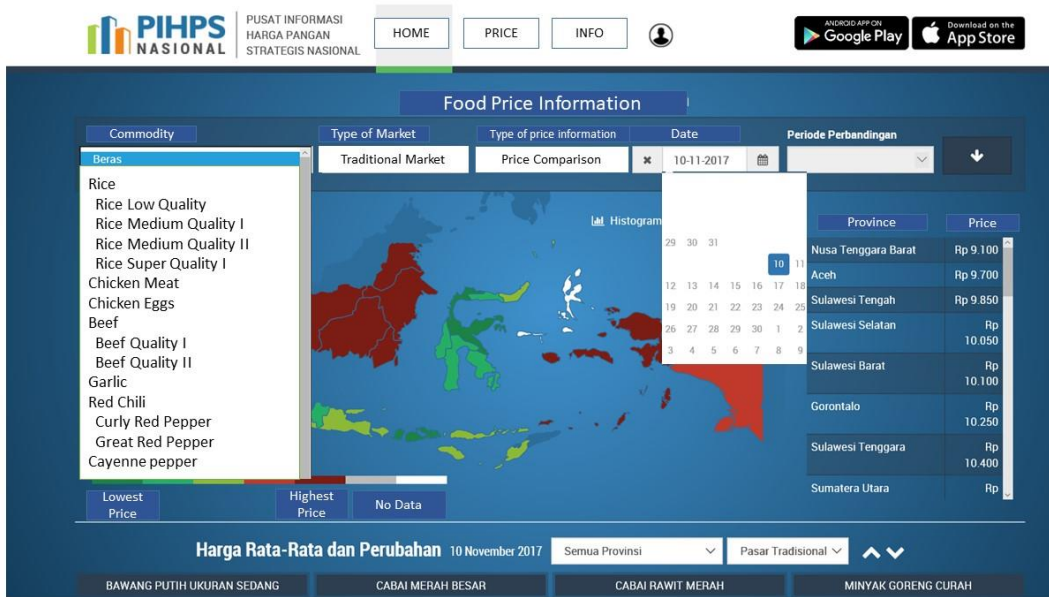 PIHPS
NASIONAL
PUSAT INFORMASI
HARGA PANGAN
STRATEGIS NASIONAL
HOME
PRICE
INFO
ANDROID APP ON
Google Play
Download on the
App Store
Food Price Information
Commodity
Type of Market
Type of price information
Date
Periode Perbandingan
Beras
Traditional Market
Price Comparison
10-11-2017
Rice
Rice Low Quality
Rice Medium Quality I
Rice Medium Quality II
Rice Super Quality I
Chicken Meat
Chicken Eggs
Beef
Beef Quality I
Beef Quality II
Garlic
Red Chili
Curly Red Pepper
Great Red Pepper
Cayenne pepper
Histogram
29 30 31
10 11
12 13 14 15 16 17 18
19 20 21 22 23 24 25
26 27 28 29 30 1 2
3 4 5 6 7 8 9
Province Price
Nusa Tenggara Barat Rp 9.100
Aceh Rp 9.700
Sulawesi Tengah Rp 9.850
Sulawesi Selatan Rp
10.050
Sulawesi Barat Rp
10.100
Gorontalo Rp
10.250
Sulawesi Tenggara Rp
10.400
Sumatera Utara Rp
Lowest
Price
Highest
Price
No Data
Harga Rata-Rata dan Perubahan 10 November 2017
Semua Provinsi
Pasar Tradisional
BAWANG PUTIH UKURAN SEDANG
CABAI MERAH BESAR
CABAI RAWIT MERAH
MINYAK GORENG CURAH